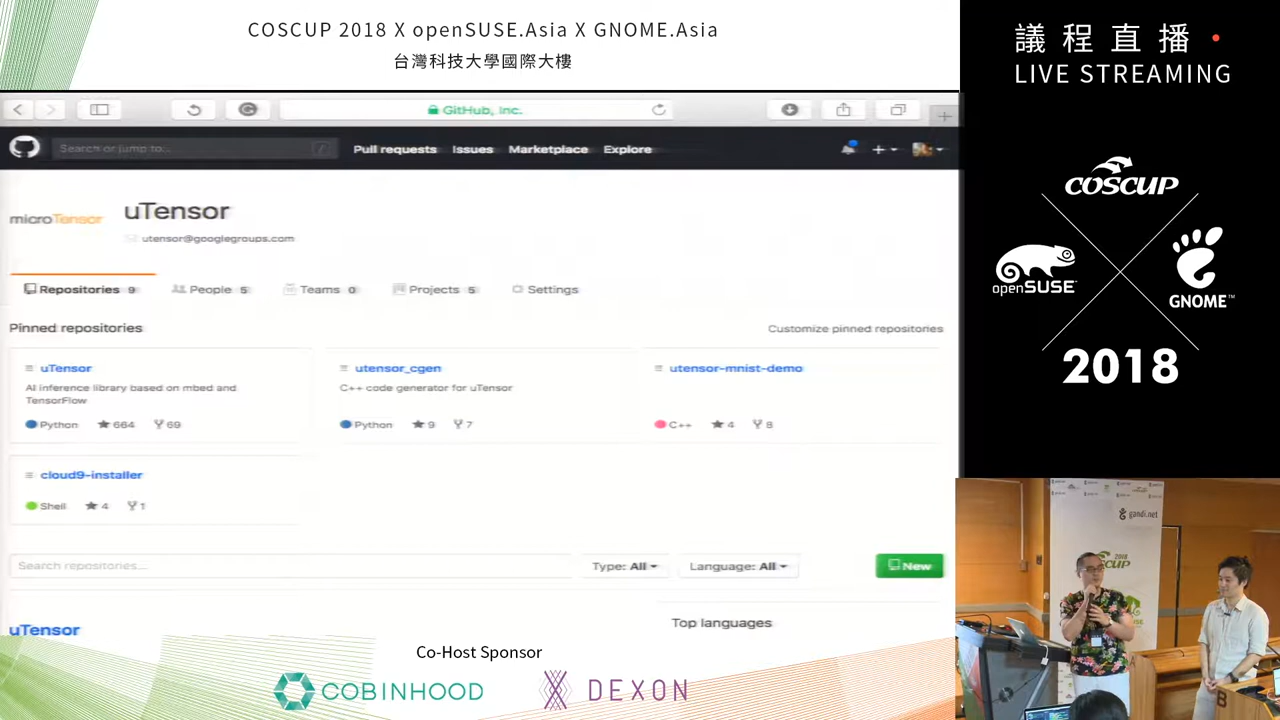 COSCUP 2018 X openSUSE.Asia X GNOME.Asia
台灣科技大學國際大樓
議程直播
LIVE STREAMING
GitHub, Inc.
Search or jump to...
/
Pull requests Issues Marketplace Explore
microTensor
uTensor
utensor@googlegroups.com
Repositories 9 People 5 Teams 0 Projects 5 Settings
Pinned repositories
Customize pinned repositories
uTensor
AI inference library based on mbed and
TensorFlow
Python 664 69
utensor_cgen
C++ code generator for uTensor
Python 9 7
utensor-mnist-demo
C++ 4 8
cloud9-installer
Shell 4 1
Search repositories...
Type: All
Language: All
New
uTensor
Top languages
COSCUP
openSUSE
GNOME™
2018
gandi.net
2018
COSCUP
Co-Host Sponsor
COBINHOOD
DEXON